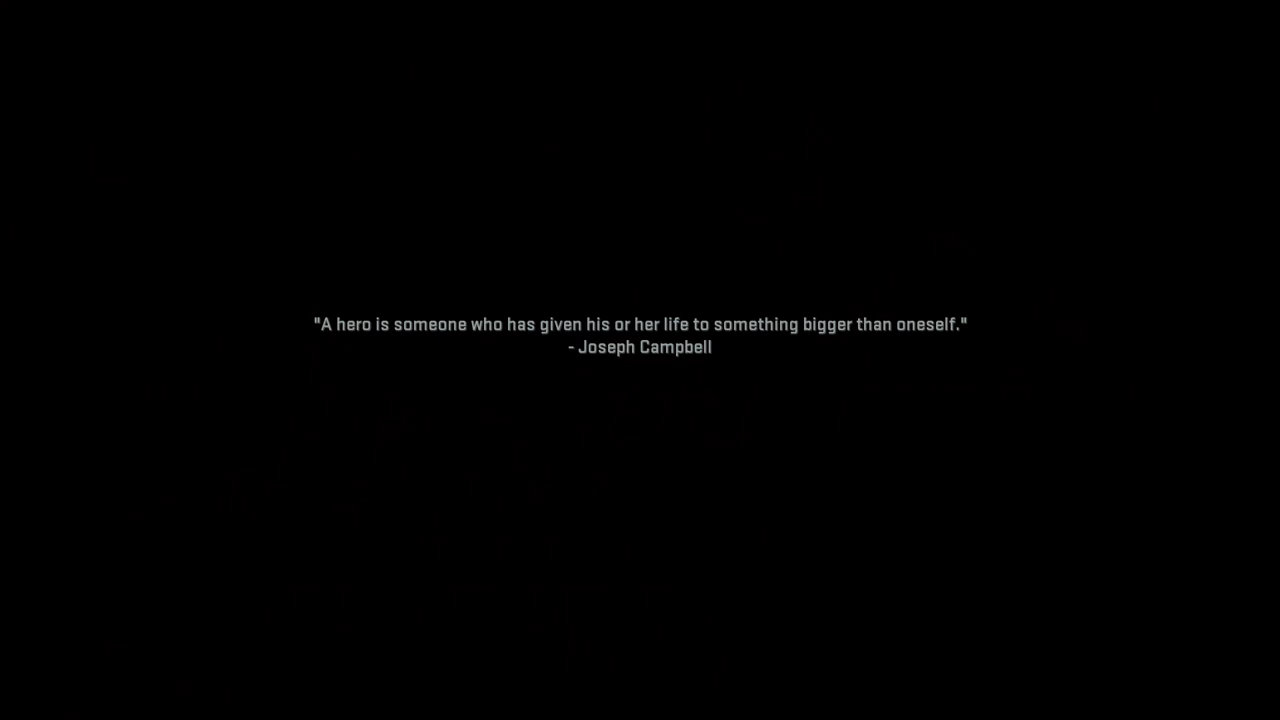 "A hero is someone who has given his or her life to something bigger than oneself."
- Joseph Campbell